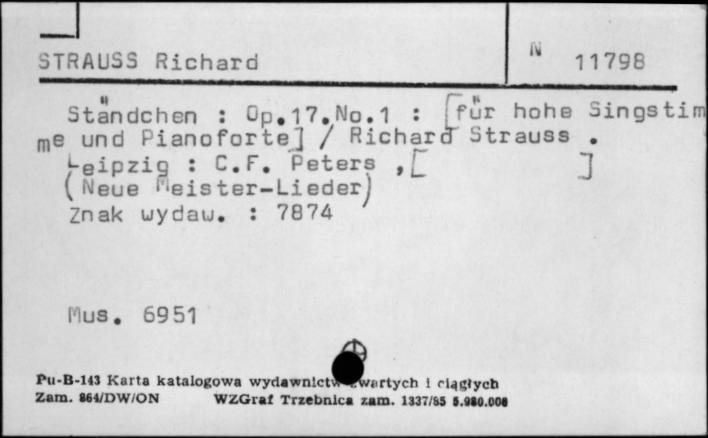 STRAUSS Richard
N 11798
Ständchen : Op.17.No.1 : [für hohe Singstim
me und Pianoforte] / Richard Strauss .
Leipzig : C.F. Peters ,[ ]
(Neue Meister-Lieder)
Znak wydaw. : 7874
Mus. 6951
Pu-B-143 Karta katalogowa wydawnictw zwartych i ciągłych
Zam. 864/DW/ON WZGraf Trzebnica zam. 1337/85 5.980.000